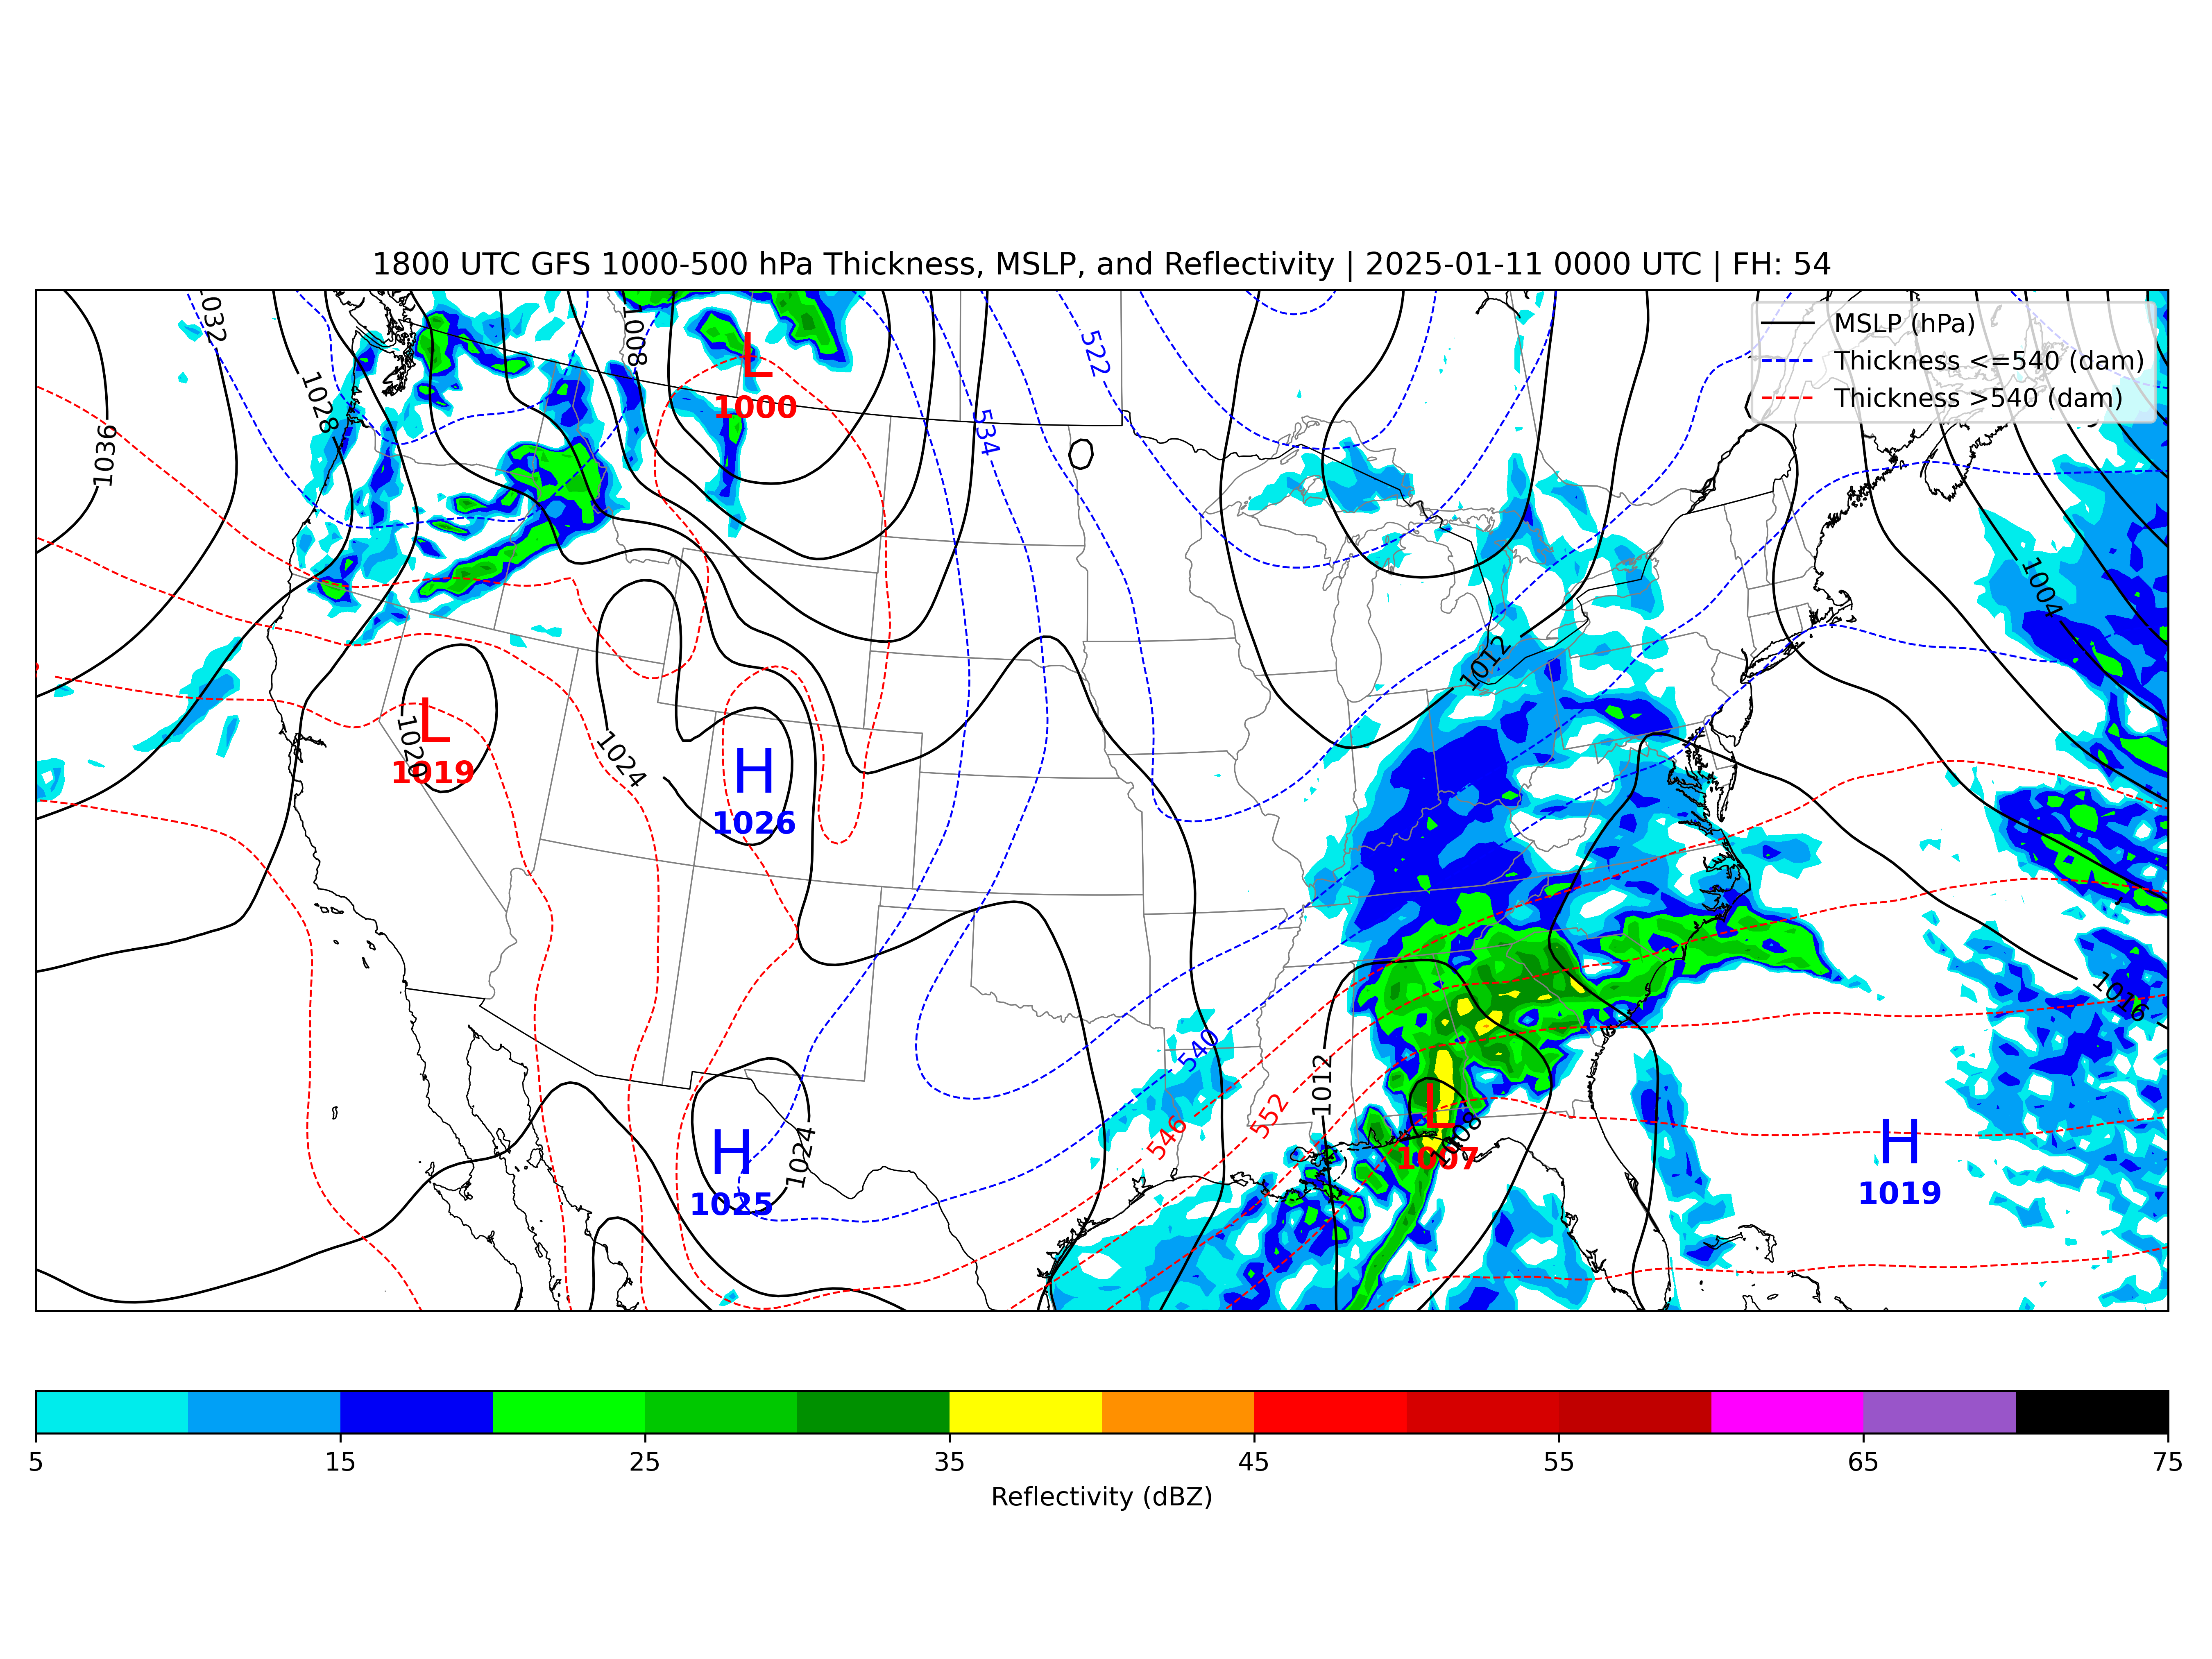 1800 UTC GFS 1000-500 hPa Thickness, MSLP, and Reflectivity | 2025-01-11 0000 UTC | FH: 54
MSLP (hPa)
Thickness <=540 (dam)
Thickness >540 (dam)
1032
1008
522
L
1000
1028
534
1036
1004
1012
L
1020
1019
1024
H
1026
1016
540
1012
552
546
L
1008
1007
H
1024
1025
H
1019
5
15
25
35
45
55
65
75
Reflectivity (dBZ)